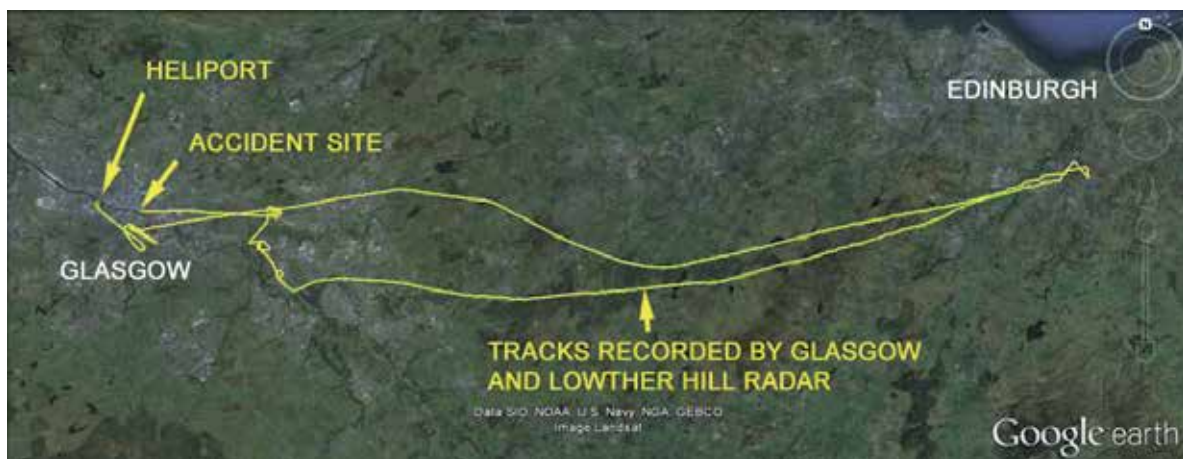 HELIPORT
N
EDINBURGH
ACCIDENT SITE
GLASGOW
TRACKS RECORDED BY GLASGOW
AND LOWTHER HILL RADAR
Data SIO, NOAA, U.S. Navy, NGA, GEBCO
Image Landsat
Google earth